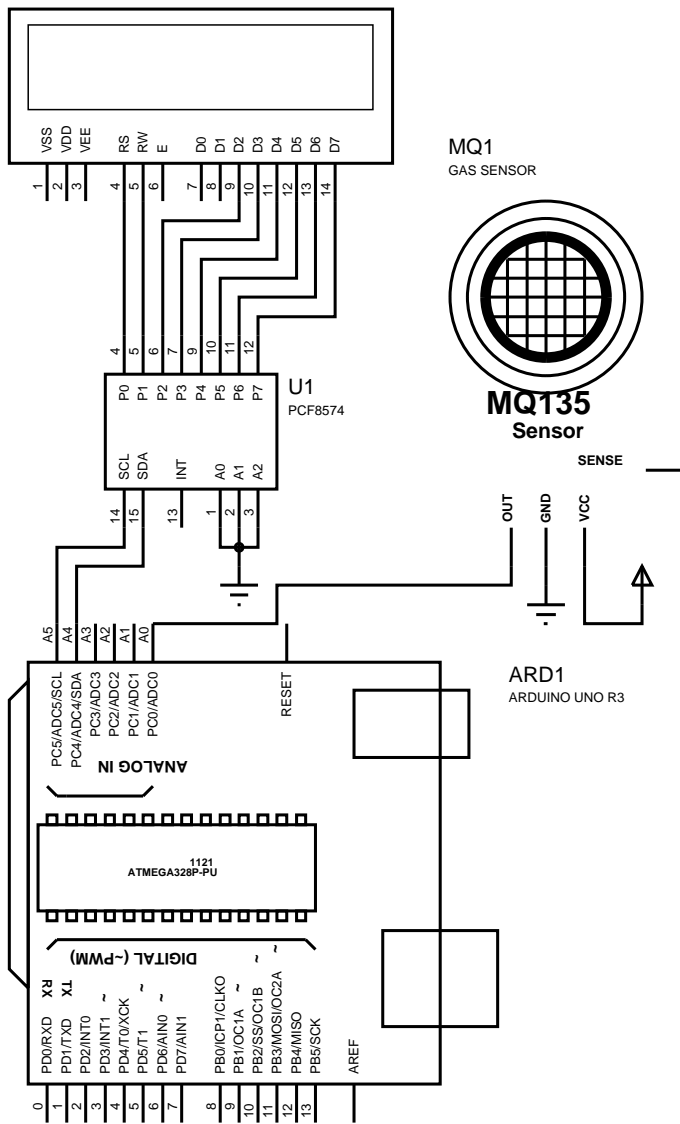 VSS VDD VEE RS RW E D0 D1 D2 D3 D4 D5 D6 D7
1 2 3 4 5 6 7 8 9 10 11 12 13 14
MQ1
GAS SENSOR
MQ135
Sensor
SENSE
OUT GND VCC
4 5 6 7 9 10 11 12
P0 P1 P2 P3 P4 P5 P6 P7
U1
PCF8574
SCL SDA INT A0 A1 A2
14 15 13 1 2 3
A5 A4 A3 A2 A1 A0
PC5/ADC5/SCL
PC4/ADC4/SDA
PC3/ADC3
PC2/ADC2
PC1/ADC1
PC0/ADC0
RESET
ARD1
ARDUINO UNO R3
ANALOG IN
1121
ATMEGA328P-PU
DIGITAL (~PWM)
RX TX
~ ~ ~ ~ ~ ~
PD0/RXD
PD1/TXD
PD2/INT0
PD3/INT1
PD4/T0/XCK
PD5/T1
PD6/AIN0
PD7/AIN1
PB0/ICP1/CLKO
PB1/OC1A
PB2/SS/OC1B
PB3/MOSI/OC2A
PB4/MISO
PB5/SCK
AREF
0 1 2 3 4 5 6 7 8 9 10 11 12 13